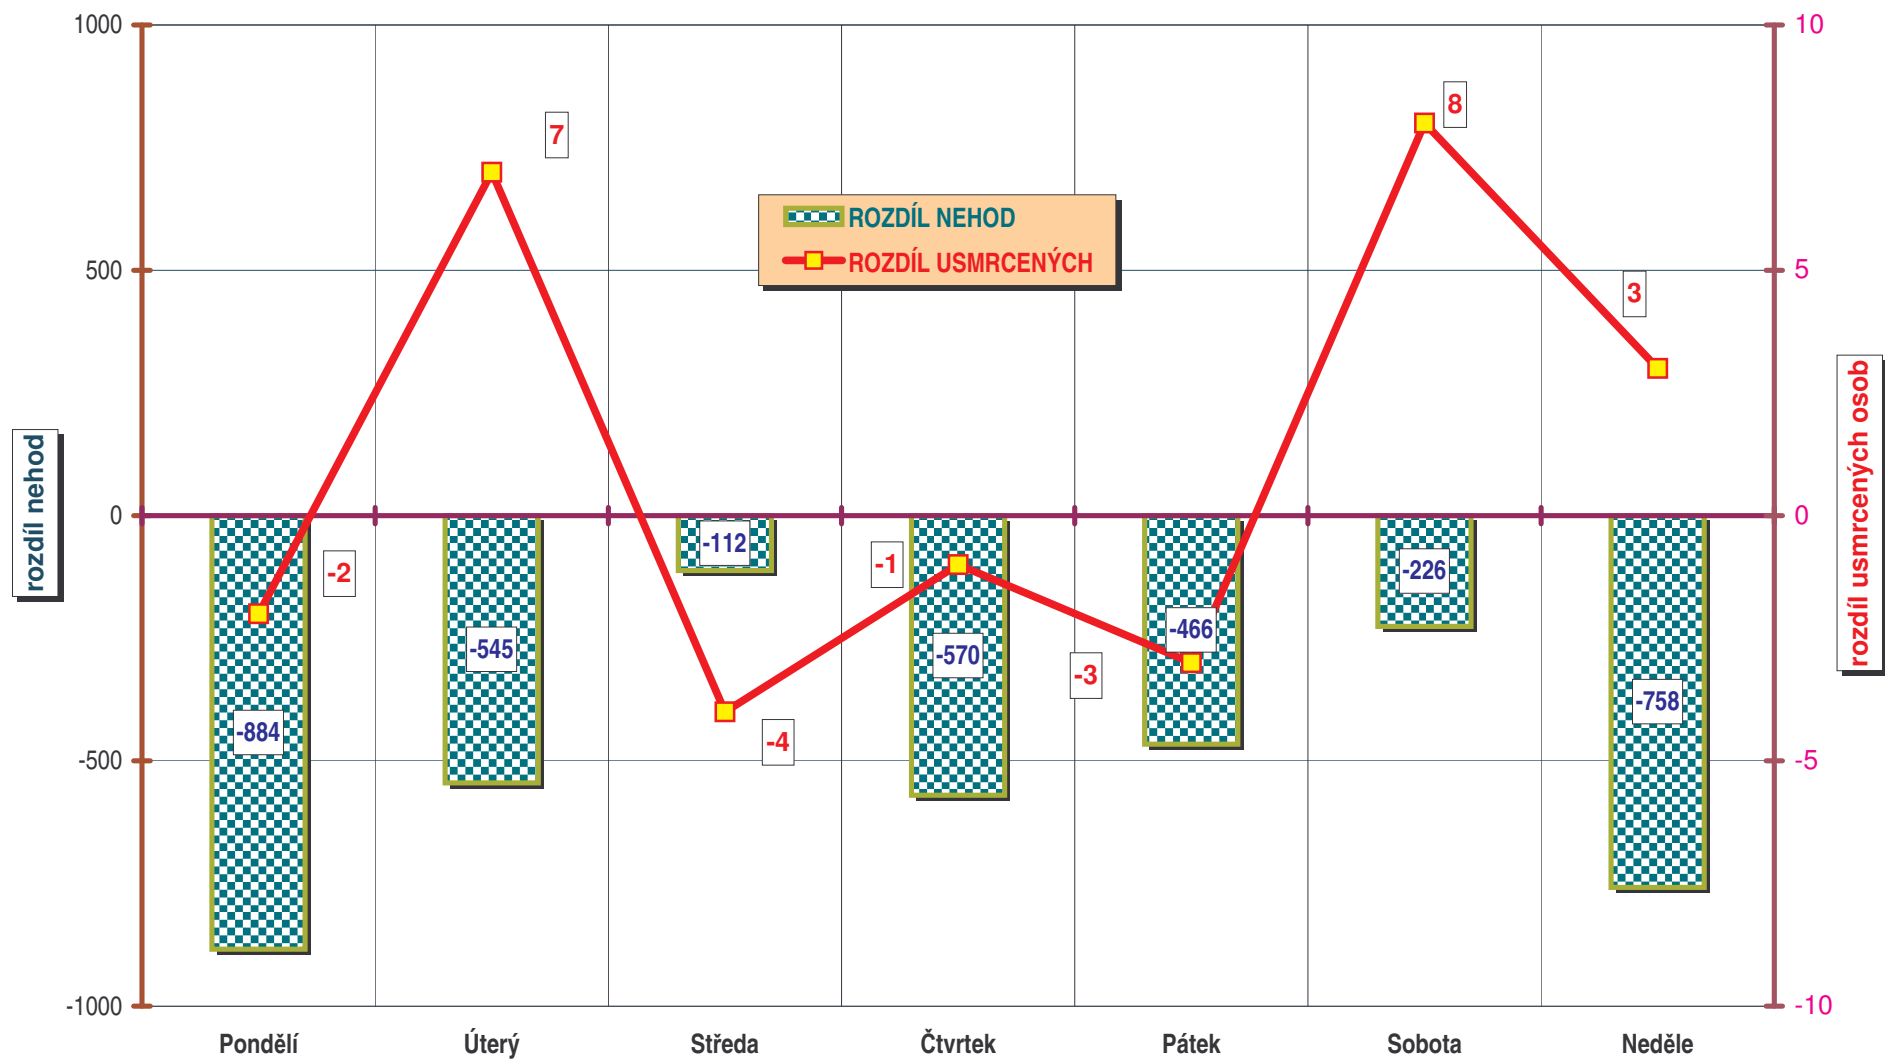 1000
10
7
8
ROZDÍL NEHOD
ROZDÍL USMRCENÝCH
500
5
3
rozdíl nehod
rozdíl usmrcených osob
0
0
-112
-1
-2
-226
-466
-545
-570
-3
-758
-884
-4
-500
-5
-1000
-10
Pondělí
Úterý
Středa
Čtvrtek
Pátek
Sobota
Neděle